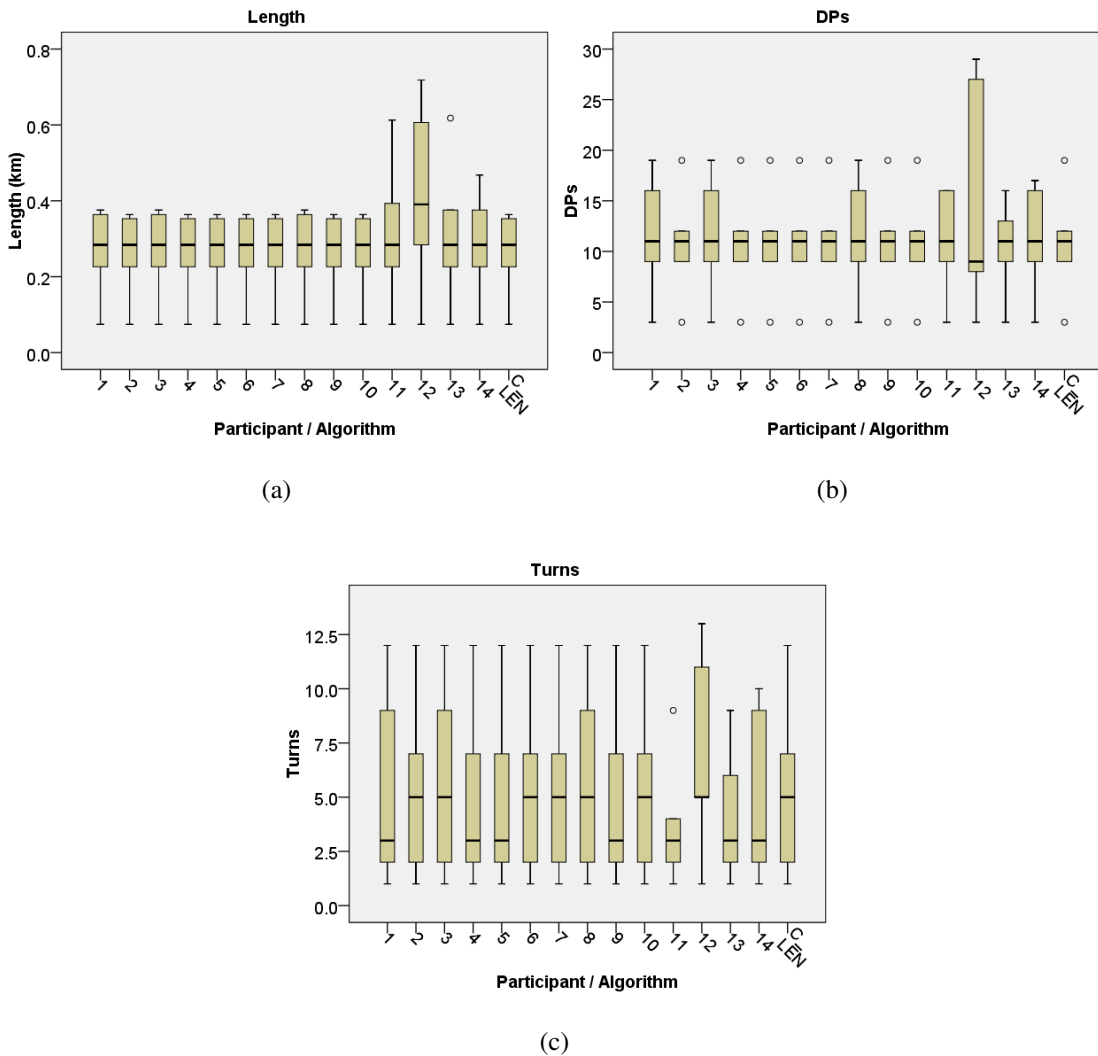 Length
0.8
0.6
0.4
0.2
0.0
Length (km)
1 2 3 4 5 6 7 8 9 10 11 12 13 14 C_LEN
Participant / Algorithm
(a)
DPs
30
25
20
15
10
5
0
DPs
1 2 3 4 5 6 7 8 9 10 11 12 13 14 C_LEN
Participant / Algorithm
(b)
Turns
12.5
10.0
7.5
5.0
2.5
0.0
Turns
1 2 3 4 5 6 7 8 9 10 11 12 13 14 C_LEN
Participant / Algorithm
(c)